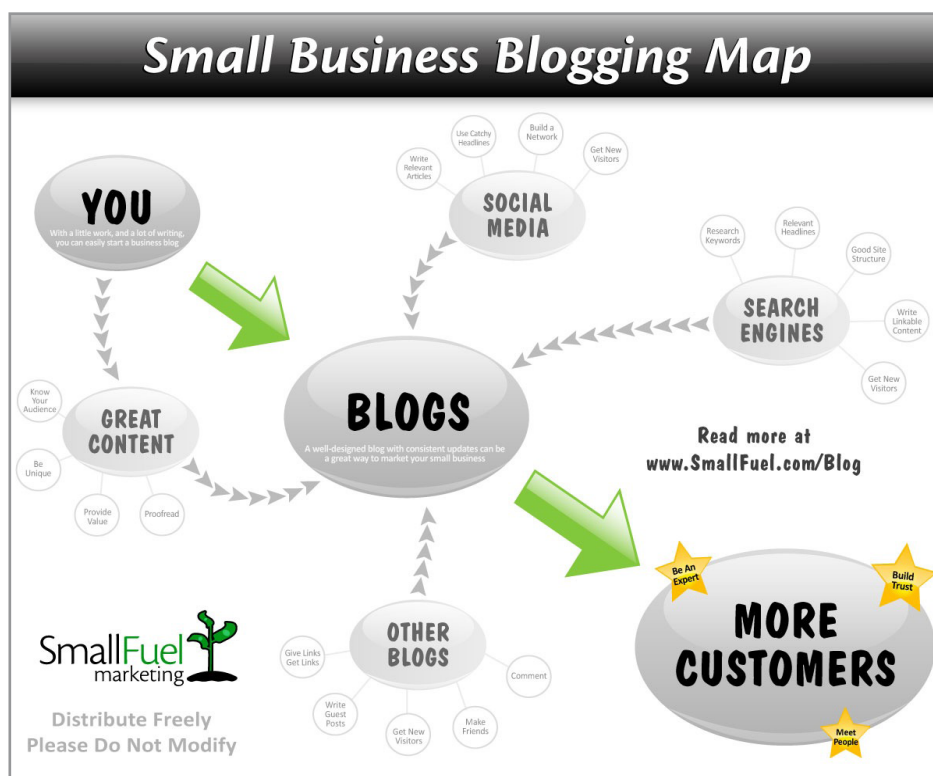 Small Business Blogging Map
YOU
With a little work, and a lot of writing,
you can easily start a business blog
Write
Relevant
Articles
Use Catchy
Headlines
Build a
Network
Get New
Visitors
SOCIAL
MEDIA
Research
Keywords
Relevant
Headlines
Good Site
Structure
Write
Linkable
Content
Get New
Visitors
SEARCH
ENGINES
Know
Your
Audience
Be
Unique
Provide
Value
Proofread
GREAT
CONTENT
BLOGS
A well-designed blog with consistent updates can be
a great way to market your small business
Read more at
www.SmallFuel.com/Blog
OTHER
BLOGS
Give Links
Get Links
Write
Guest
Posts
Get New
Visitors
Make
Friends
Comment
Be An
Expert
Build
Trust
MORE
CUSTOMERS
Meet
People
SmallFuel
marketing
Distribute Freely
Please Do Not Modify